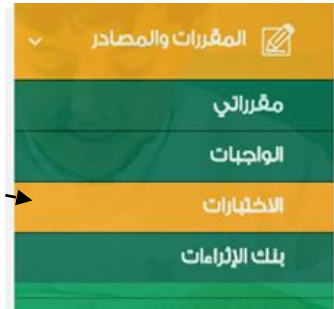 المقررات والمصادر
مقرراتي
الواجبات
الاختبارات
بنك الإثراءات